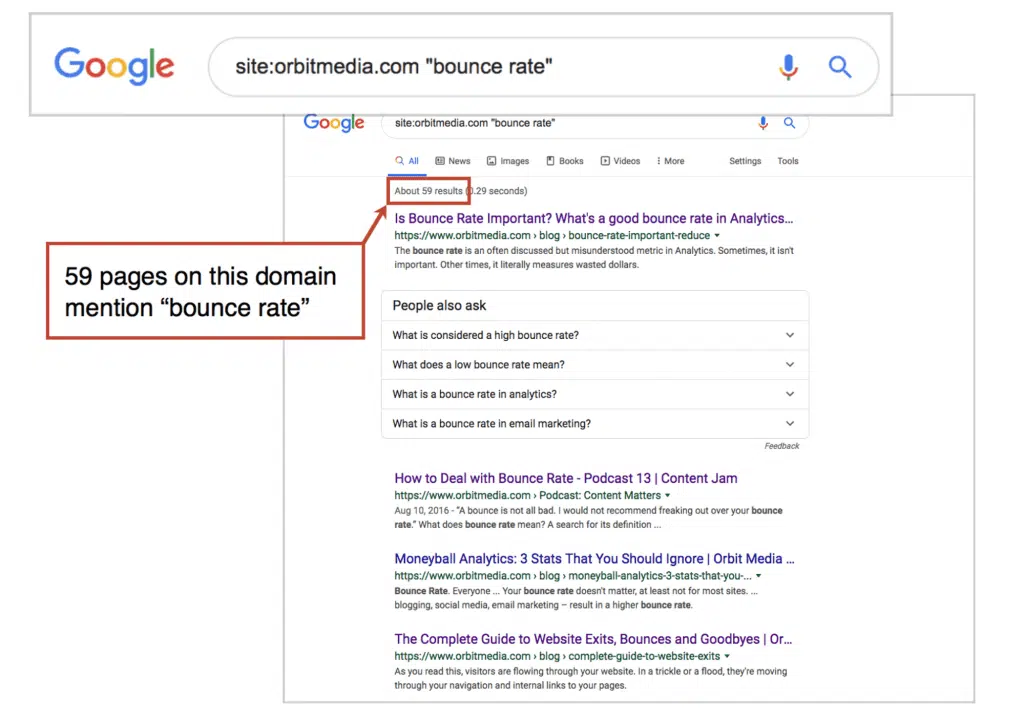 Google
site:orbitmedia.com "bounce rate"
Google
site:orbitmedia.com "bounce rate"
All News Images Books Videos More Settings Tools
About 59 results (0.29 seconds)
59 pages on this domain
mention “bounce rate”
Is Bounce Rate Important? What's a good bounce rate in Analytics...
https://www.orbitmedia.com › blog › bounce-rate-important-reduce
The bounce rate is an often discussed but misunderstood metric in Analytics. Sometimes, it isn't
important. Other times, it literally measures wasted dollars.
People also ask
What is considered a high bounce rate?
What does a low bounce rate mean?
What is a bounce rate in analytics?
What is a bounce rate in email marketing?
Feedback
How to Deal with Bounce Rate - Podcast 13 | Content Jam
https://www.orbitmedia.com › Podcast: Content Matters
Aug 10, 2016 - “A bounce is not all bad. I would not recommend freaking out over your bounce
rate.” What does bounce rate mean? A search for its definition ...
Moneyball Analytics: 3 Stats That You Should Ignore | Orbit Media ...
https://www.orbitmedia.com › blog › moneyball-analytics-3-stats-that-you-...
Bounce Rate. Everyone ... Your bounce rate doesn't matter, at least not for most sites. ...
blogging, social media, email marketing – result in a higher bounce rate.
The Complete Guide to Website Exits, Bounces and Goodbyes | Or...
https://www.orbitmedia.com › blog › complete-guide-to-website-exits
As you read this, visitors are flowing through your website. In a trickle or a flood, they're moving
through your navigation and internal links to your pages.